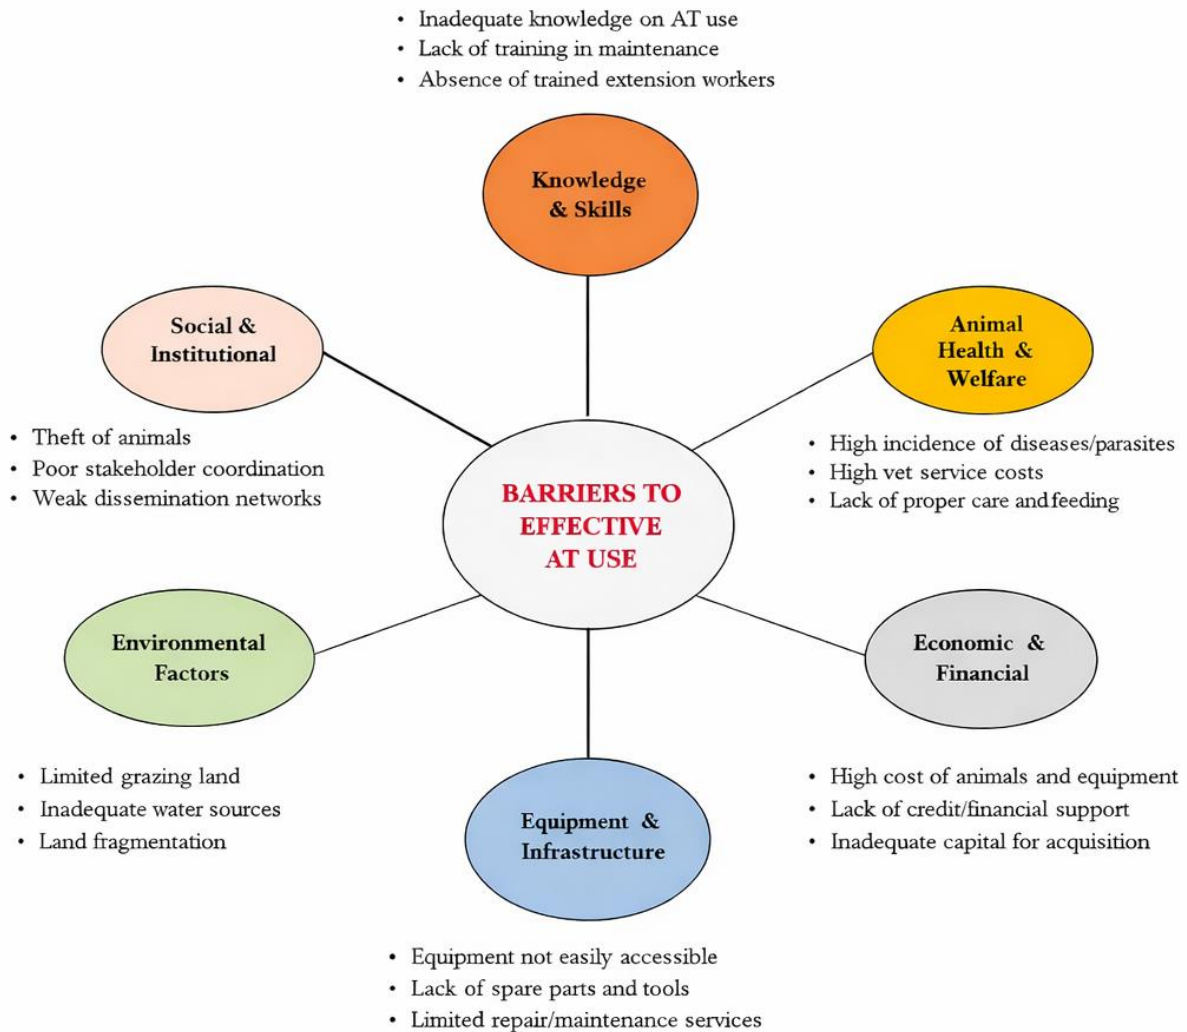 • Inadequate knowledge on AT use
• Lack of training in maintenance
• Absence of trained extension workers
Knowledge
& Skills
Social &
Institutional
• Theft of animals
• Poor stakeholder coordination
• Weak dissemination networks
Animal
Health &
Welfare
• High incidence of diseases/parasites
• High vet service costs
• Lack of proper care and feeding
BARRIERS TO
EFFECTIVE
AT USE
Environmental
Factors
• Limited grazing land
• Inadequate water sources
• Land fragmentation
Economic &
Financial
• High cost of animals and equipment
• Lack of credit/financial support
• Inadequate capital for acquisition
Equipment &
Infrastructure
• Equipment not easily accessible
• Lack of spare parts and tools
• Limited repair/maintenance services